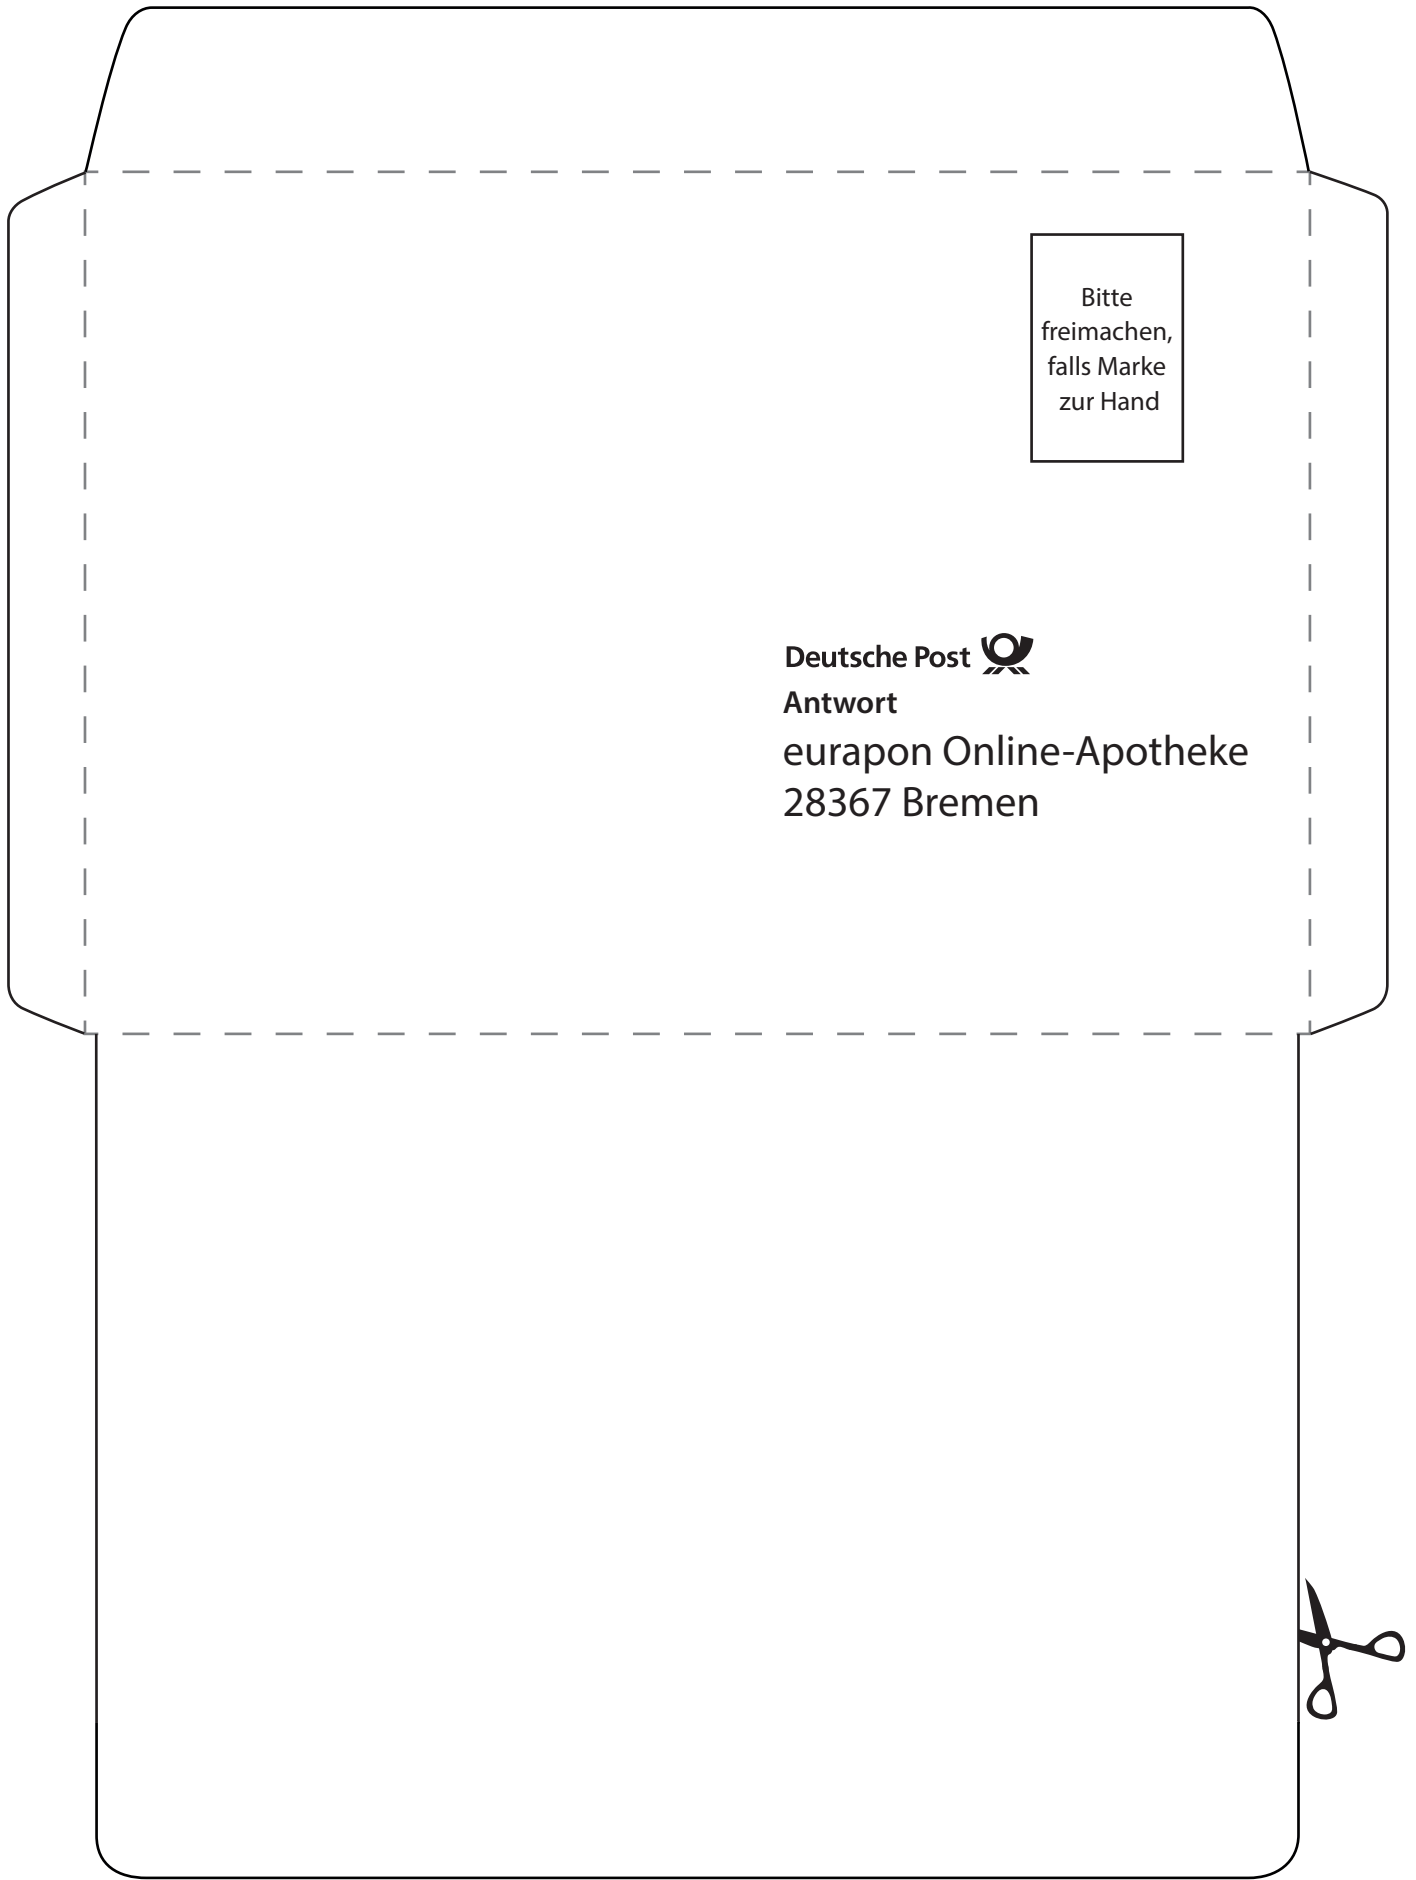 Bitte
freimachen,
falls Marke
zur Hand
Deutsche Post
Antwort
eurapon Online-Apotheke
28367 Bremen